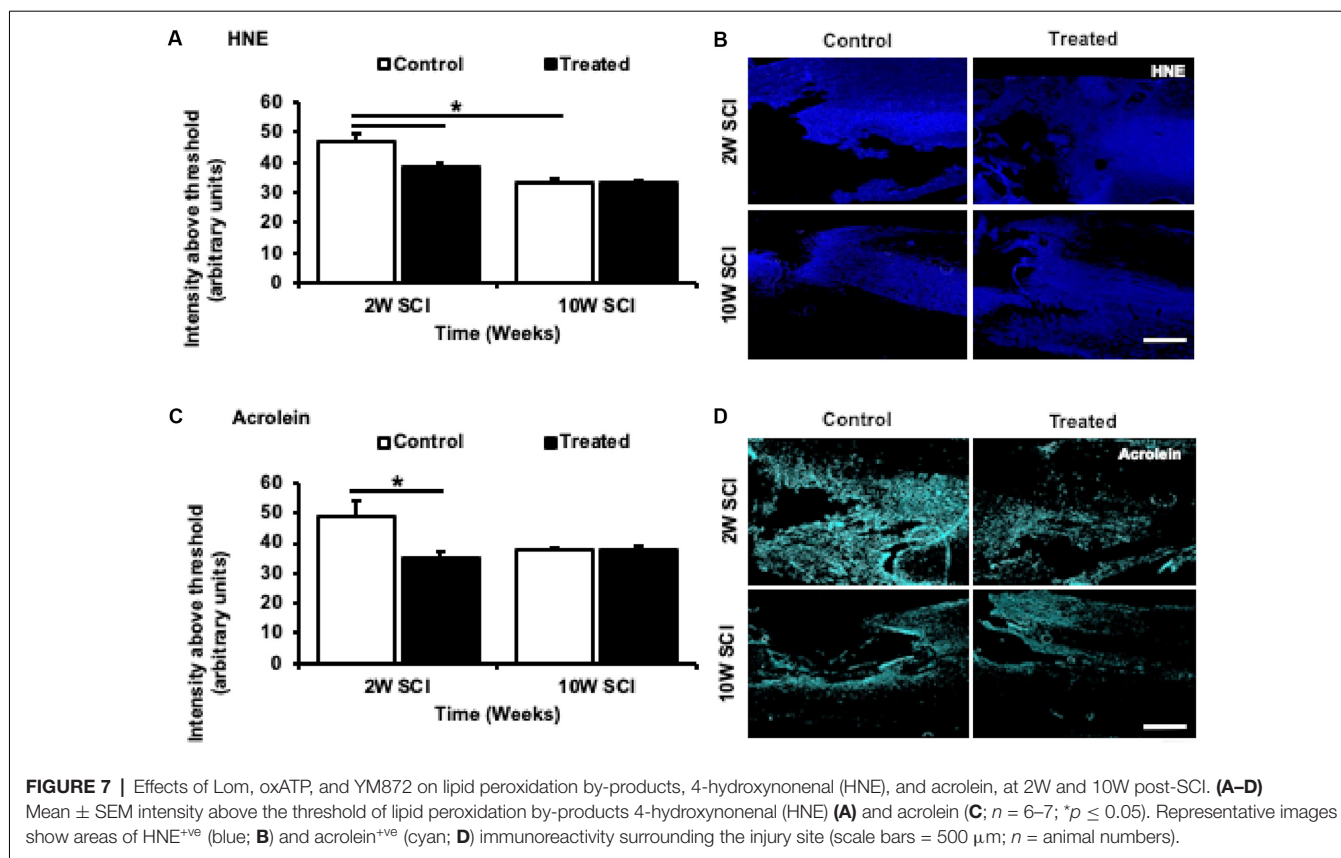 A HNE
Control Treated
Intensity above threshold
(arbitrary units)
60
50
40
30
20
10
0
*
2W SCI 10W SCI
Time (Weeks)
B
Control Treated
HNE
2W SCI
10W SCI
C Acrolein
Control Treated
Intensity above threshold
(arbitrary units)
60
50
40
30
20
10
0
*
2W SCI 10W SCI
Time (Weeks)
D
Control Treated
Acrolein
2W SCI
10W SCI
FIGURE 7 | Effects of Lom, oxATP, and YM872 on lipid peroxidation by-products, 4-hydroxynonenal (HNE), and acrolein, at 2W and 10W post-SCI. (A–D)
Mean ± SEM intensity above the threshold of lipid peroxidation by-products 4-hydroxynonenal (HNE) (A) and acrolein (C; n = 6–7; *p ≤ 0.05). Representative images
show areas of HNE+ve (blue; B) and acrolein+ve (cyan; D) immunoreactivity surrounding the injury site (scale bars = 500 μm; n = animal numbers).